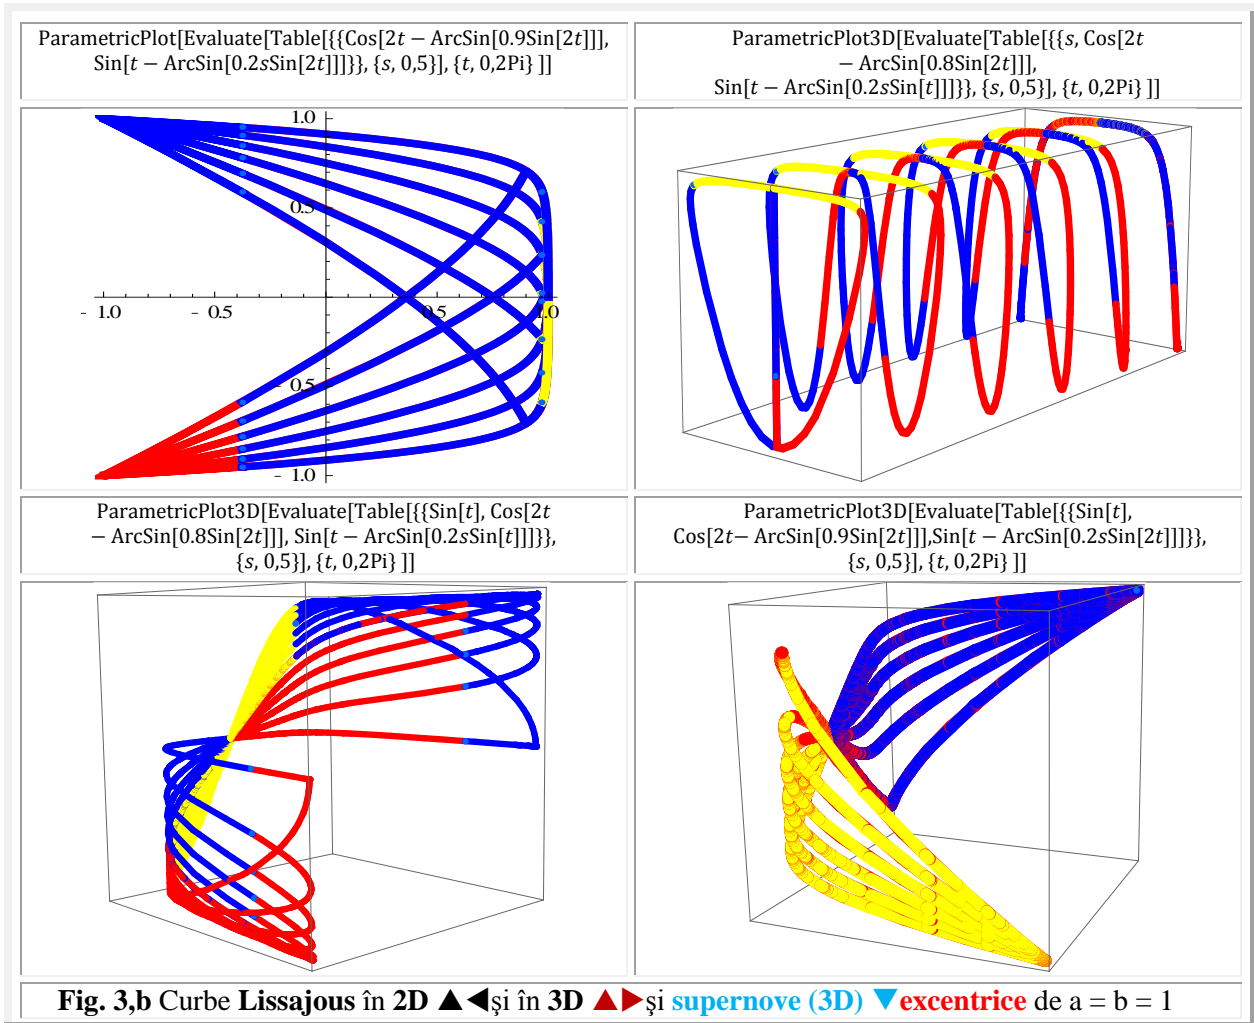 ParametricPlot[Evaluate[Table[{{Cos[2t − ArcSin[0.9Sin[2t]]],
Sin[t − ArcSin[0.2sSin[2t]]]}}, {s, 0,5}], {t, 0,2Pi} ]]
ParametricPlot3D[Evaluate[Table[{{s, Cos[2t
− ArcSin[0.8Sin[2t]]],
Sin[t − ArcSin[0.2sSin[t]]]}}, {s, 0,5}], {t, 0,2Pi} ]]
1.0
0.5
- 1.0
- 0.5
0.5
1.0
- 0.5
- 1.0
ParametricPlot3D[Evaluate[Table[{{Sin[t], Cos[2t
− ArcSin[0.8Sin[2t]]], Sin[t − ArcSin[0.2sSin[t]]]}},
{s, 0,5}], {t, 0,2Pi} ]]
ParametricPlot3D[Evaluate[Table[{{Sin[t],
Cos[2t− ArcSin[0.9Sin[2t]]],Sin[t − ArcSin[0.2sSin[2t]]]}},
{s, 0,5}], {t, 0,2Pi} ]]
Fig. 3,b Curbe Lissajous în 2D ▲◄şi în 3D ▲►şi supernove (3D) ▼excentrice de a = b = 1